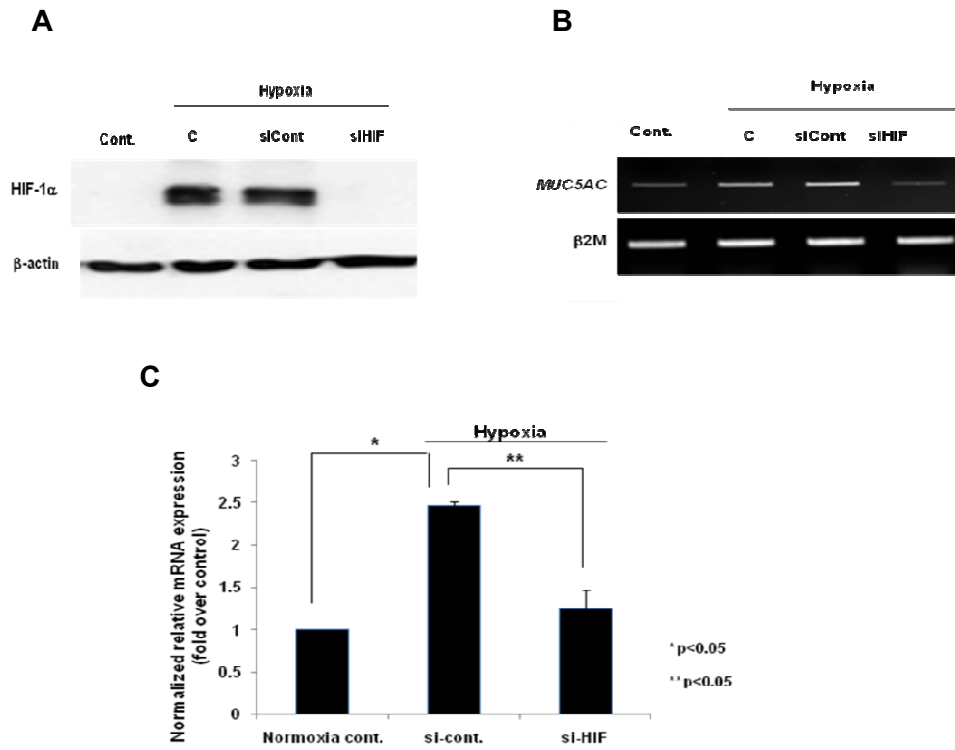 A
Hypoxia
Cont. C siCont siHIF
HIF-1α
β-actin
B
Hypoxia
Cont. C siCont siHIF
MUC5AC
β2M
C
Hypoxia
* **
Normalized relative mRNA expression
(fold over control)
3
2.5
2
1.5
1
0.5
0
Normoxia cont. si-cont. si-HIF
*p<0.05
**p<0.05